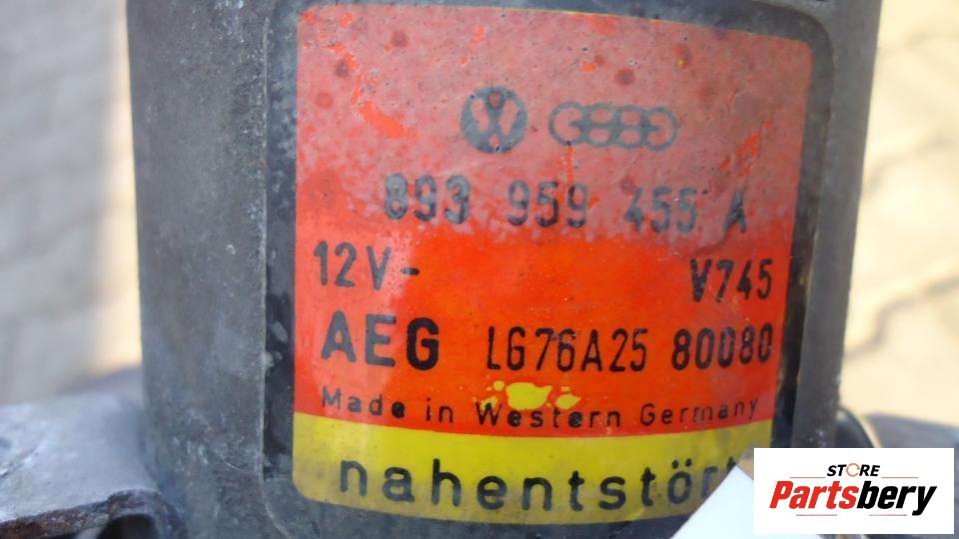 893 959 455 A
12V- V745
AEG LG76A25 80080
Made in Western Germany
nahentstört
STORE
Partsbery